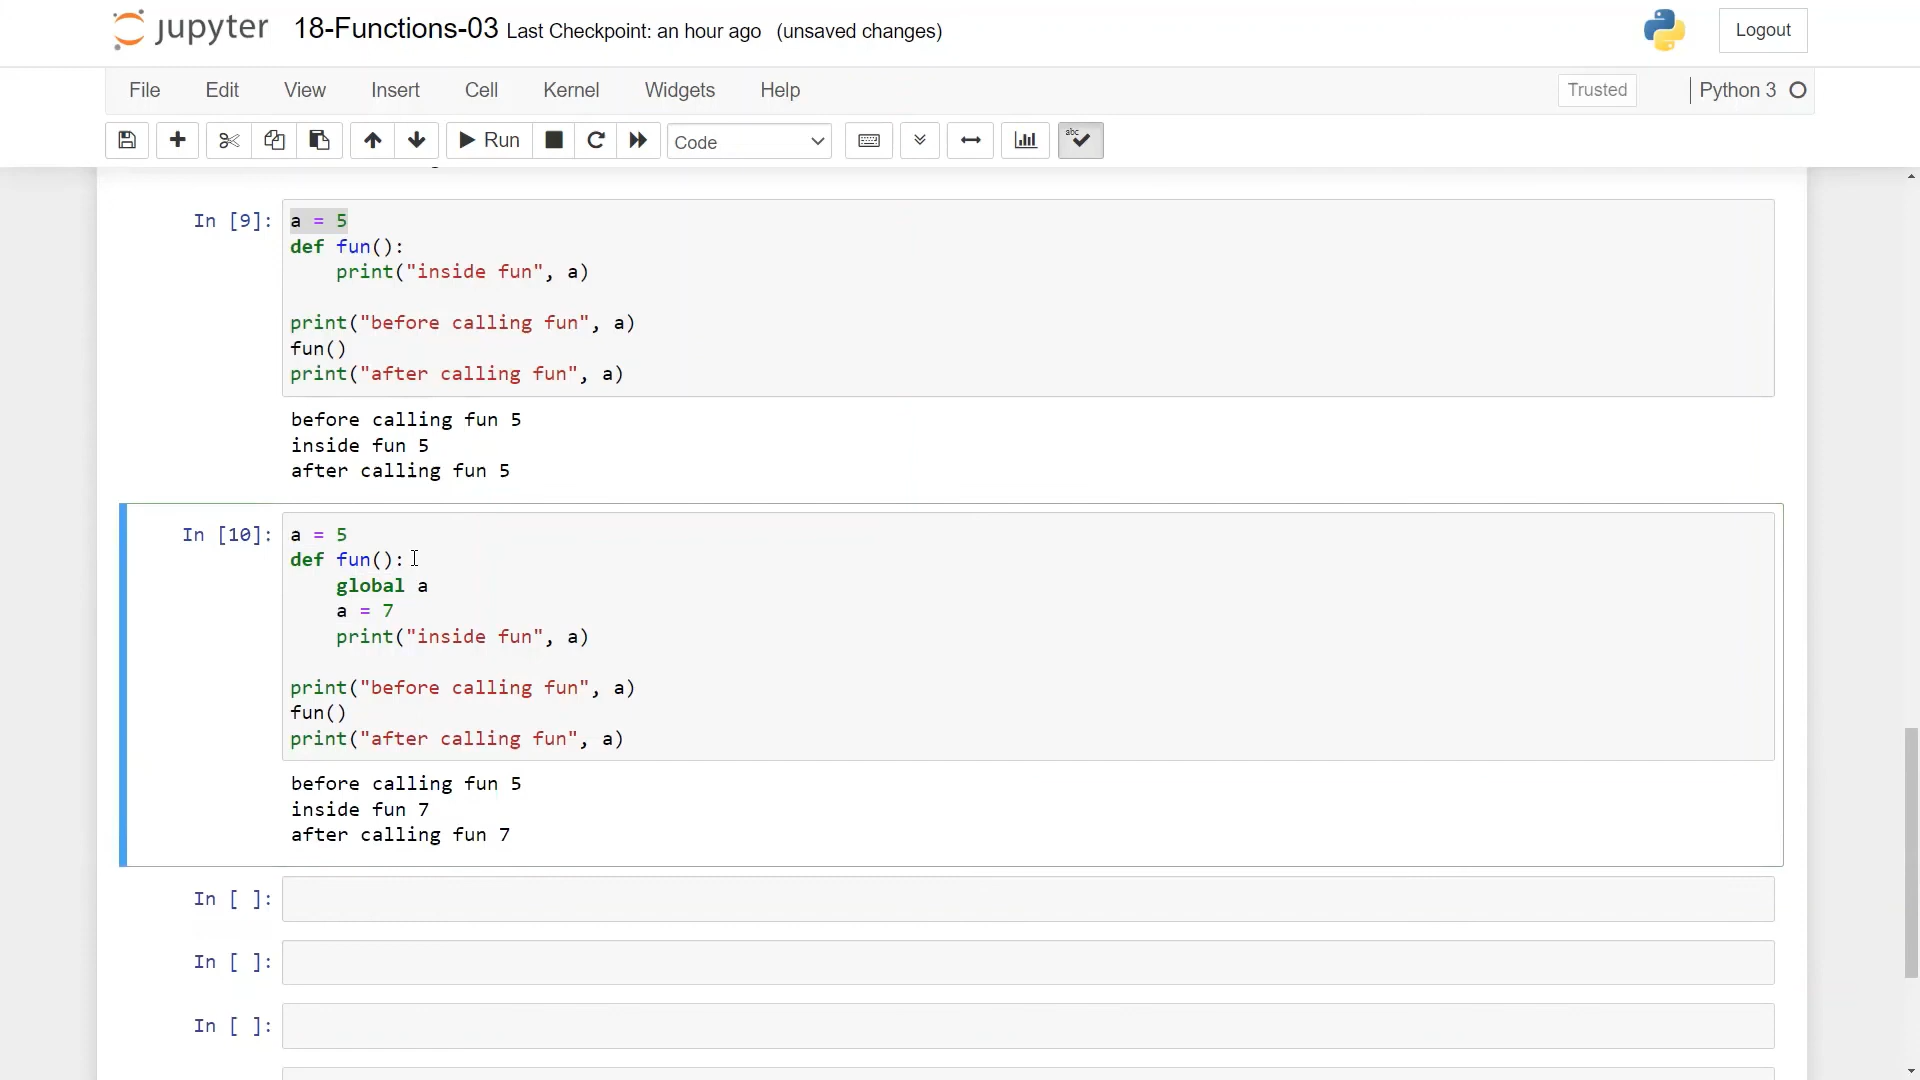 jupyter 18-Functions-03 Last Checkpoint: an hour ago (unsaved changes) Logout
File Edit View Insert Cell Kernel Widgets Help Trusted Python 3
Run Code abc
In [9]: a = 5
def fun():
    print("inside fun", a)
print("before calling fun", a)
fun()
print("after calling fun", a)
before calling fun 5
inside fun 5
after calling fun 5
In [10]: a = 5
def fun():
    global a
    a = 7
    print("inside fun", a)
print("before calling fun", a)
fun()
print("after calling fun", a)
before calling fun 5
inside fun 7
after calling fun 7
In [ ]:
In [ ]:
In [ ]: